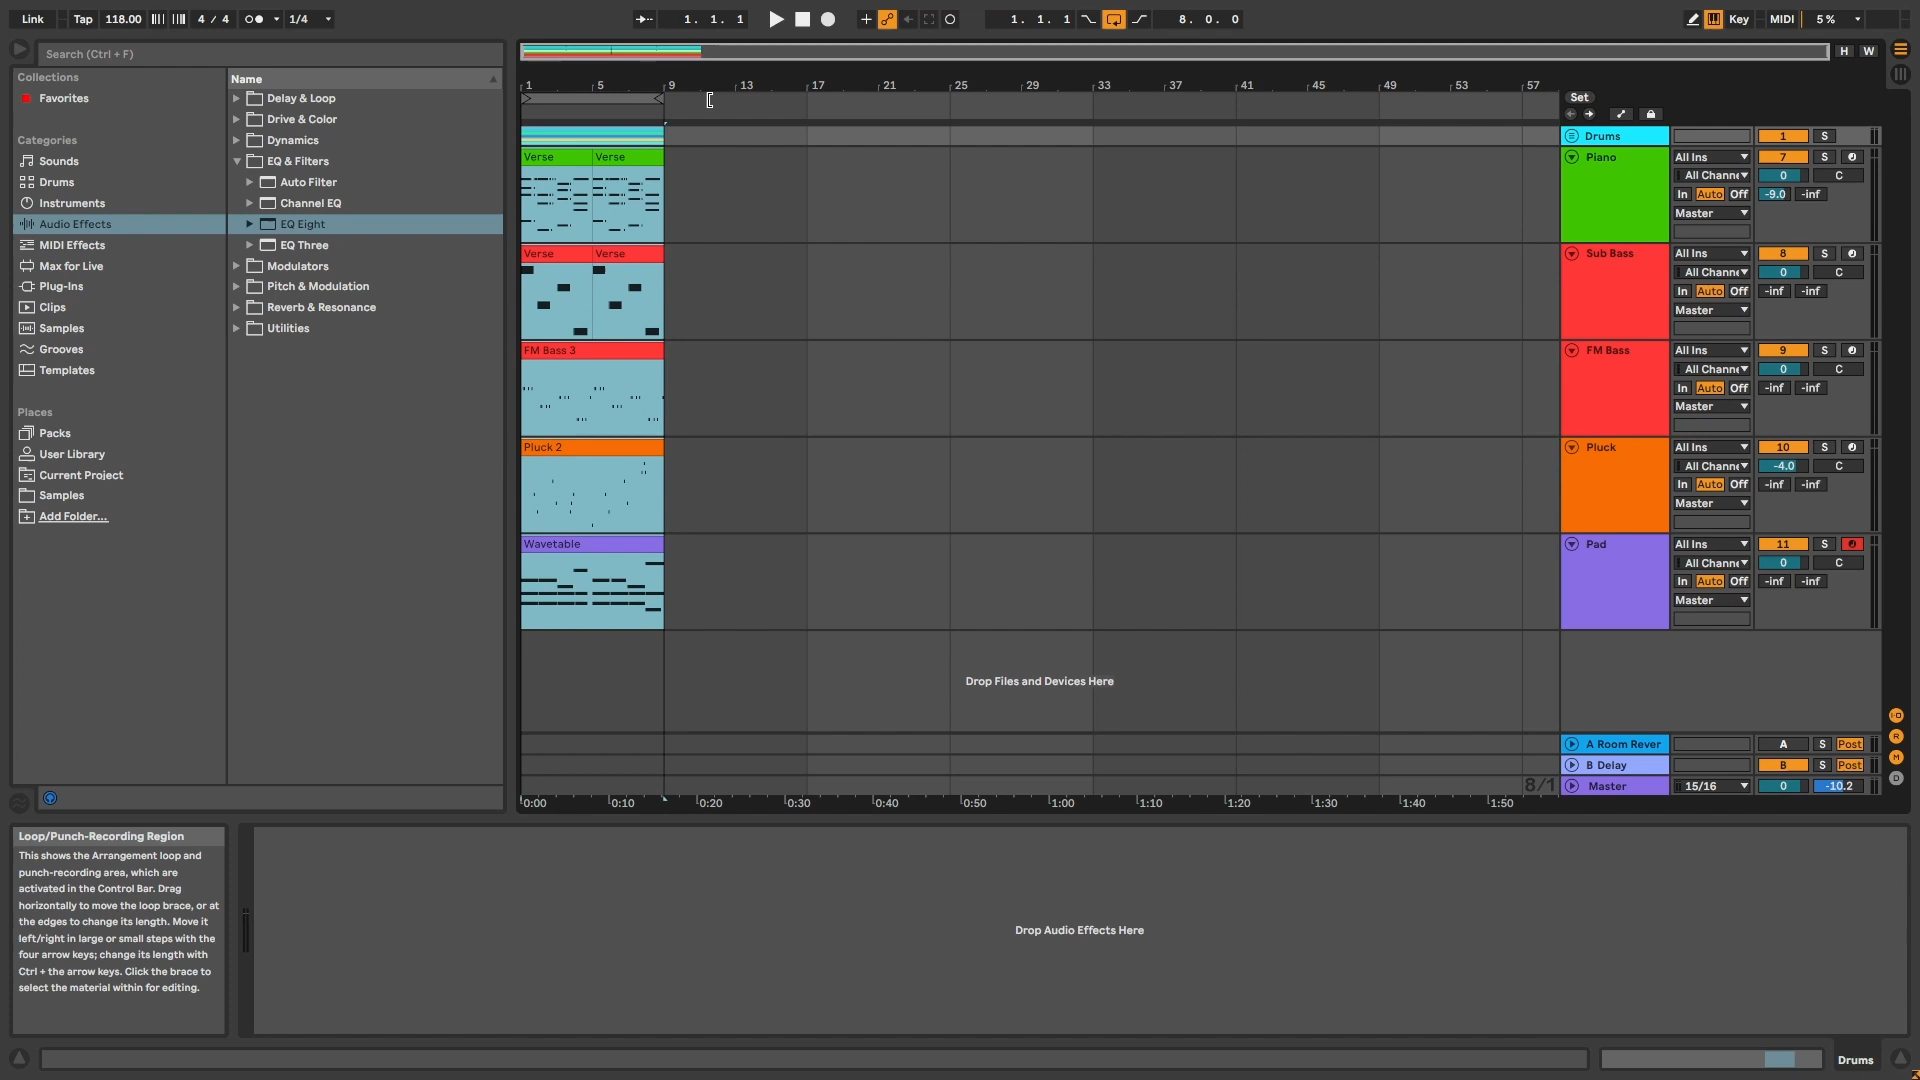 Link Tap 118.00 4 / 4 1/4 1. 1. 1 1. 1. 1 8. 0. 0 Key MIDI 5 %
Search (Ctrl + F)
H W
Collections
Favorites
Categories
Sounds
Drums
Instruments
Audio Effects
MIDI Effects
Max for Live
Plug-Ins
Clips
Samples
Grooves
Templates
Places
Packs
User Library
Current Project
Samples
Add Folder...
Name
Delay & Loop
Drive & Color
Dynamics
EQ & Filters
Auto Filter
Channel EQ
EQ Eight
EQ Three
Modulators
Pitch & Modulation
Reverb & Resonance
Utilities
1 5 9 13 17 21 25 29 33 37 41 45 49 53 57
Set
Drums 1 S
Verse Verse Piano All Ins 7 S
All Channe 0 C
In Auto Off -9.0 -inf
Master
Verse Verse Sub Bass All Ins 8 S
All Channe 0 C
In Auto Off -inf -inf
Master
FM Bass 3 FM Bass All Ins 9 S
All Channe 0 C
In Auto Off -inf -inf
Master
Pluck 2 Pluck All Ins 10 S
All Channe -4.0 C
In Auto Off -inf -inf
Master
Wavetable Pad All Ins 11 S
All Channe 0 C
In Auto Off -inf -inf
Master
Drop Files and Devices Here
I-O
R
M
D
A Room Rever A S Post
B Delay B S Post
8/1 Master 15/16 0 -10.2
0:00 0:10 0:20 0:30 0:40 0:50 1:00 1:10 1:20 1:30 1:40 1:50
Loop/Punch-Recording Region
This shows the Arrangement loop and
punch-recording area, which are
activated in the Control Bar. Drag
horizontally to move the loop brace, or at
the edges to change its length. Move it
left/right in large or small steps with the
four arrow keys; change its length with
Ctrl + the arrow keys. Click the brace to
select the material within for editing.
Drop Audio Effects Here
Drums